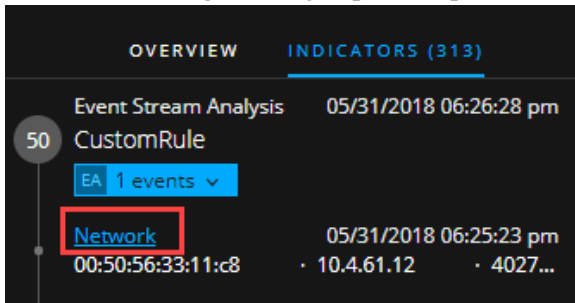 OVERVIEW INDICATORS (313)
Event Stream Analysis 05/31/2018 06:26:28 pm
50 CustomRule
EA 1 events
Network 05/31/2018 06:25:23 pm
00:50:56:33:11:c8 · 10.4.61.12 · 4027...